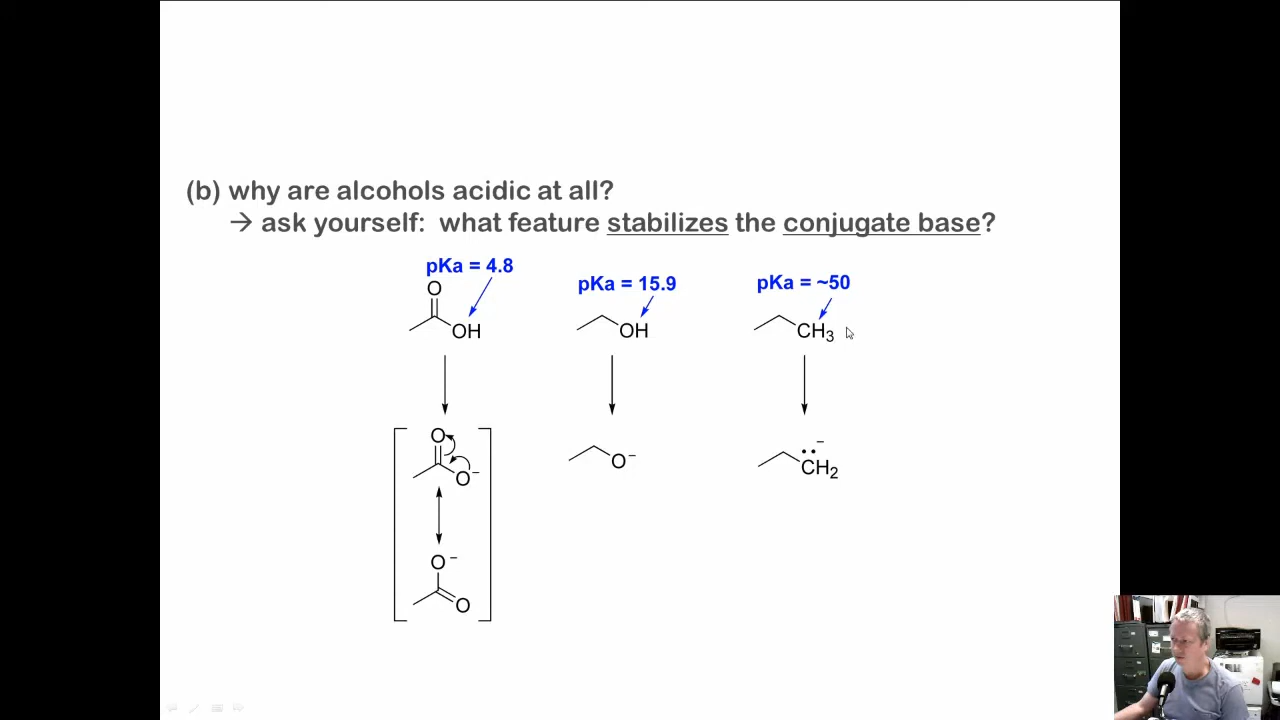 (b) why are alcohols acidic at all?
→ ask yourself: what feature stabilizes the conjugate base?
pKa = 4.8
pKa = 15.9
pKa = ~50
O
OH
OH
CH₃
O
O⁻
O⁻
CH₂⁻
O⁻
O